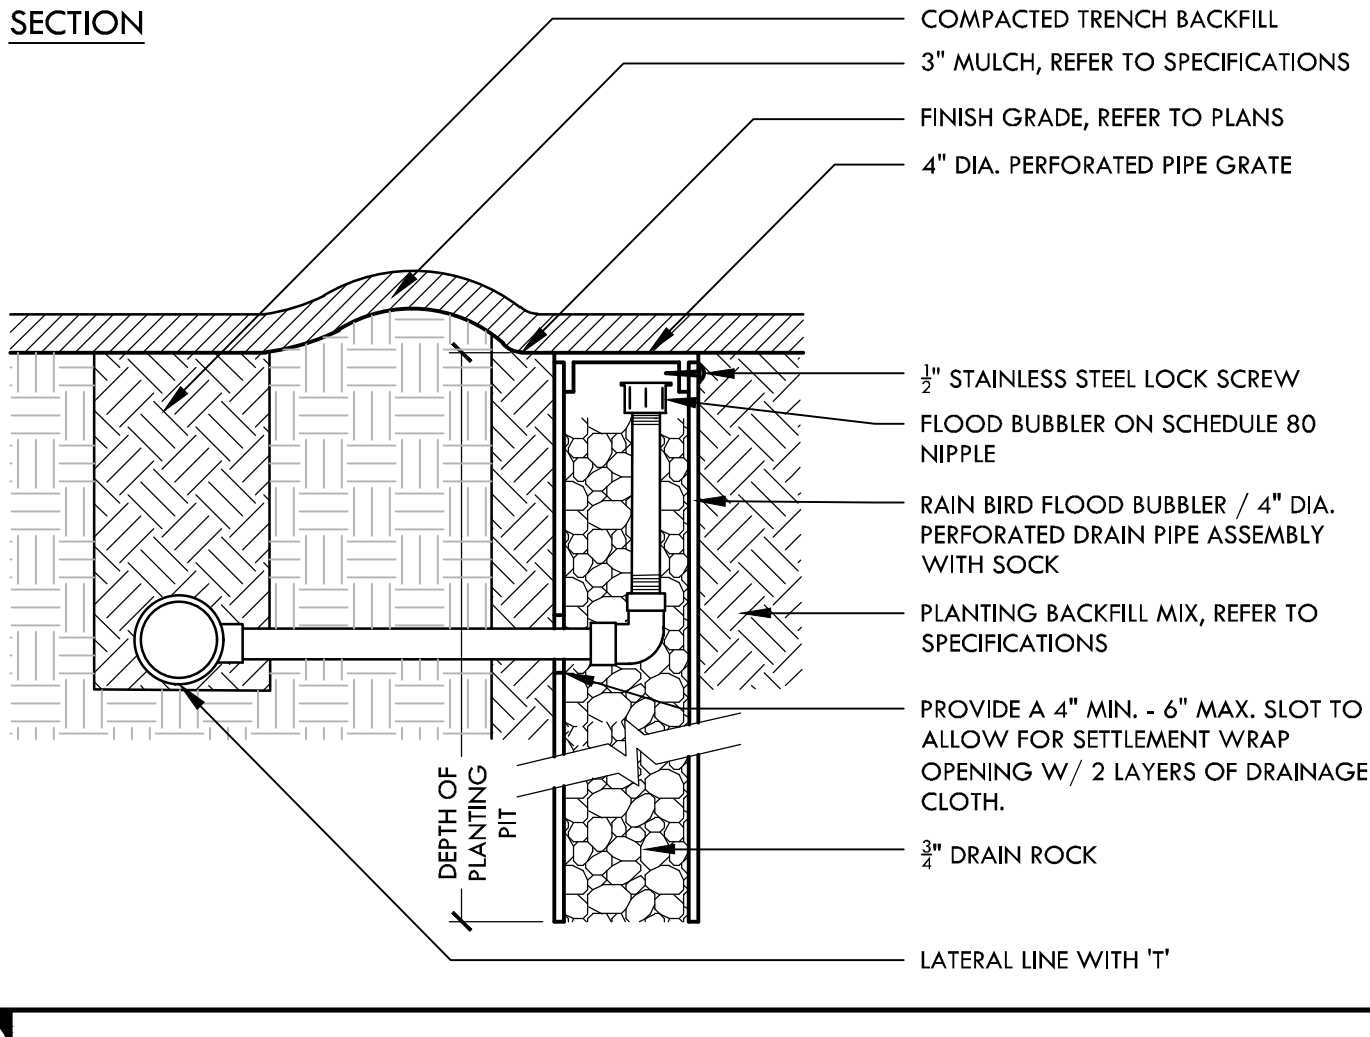 SECTION
COMPACTED TRENCH BACKFILL
3" MULCH, REFER TO SPECIFICATIONS
FINISH GRADE, REFER TO PLANS
4" DIA. PERFORATED PIPE GRATE
½" STAINLESS STEEL LOCK SCREW
FLOOD BUBBLER ON SCHEDULE 80
NIPPLE
RAIN BIRD FLOOD BUBBLER / 4" DIA.
PERFORATED DRAIN PIPE ASSEMBLY
WITH SOCK
PLANTING BACKFILL MIX, REFER TO
SPECIFICATIONS
PROVIDE A 4" MIN. - 6" MAX. SLOT TO
ALLOW FOR SETTLEMENT WRAP
OPENING W/ 2 LAYERS OF DRAINAGE
CLOTH.
¾" DRAIN ROCK
LATERAL LINE WITH 'T'
DEPTH OF
PLANTING
PIT